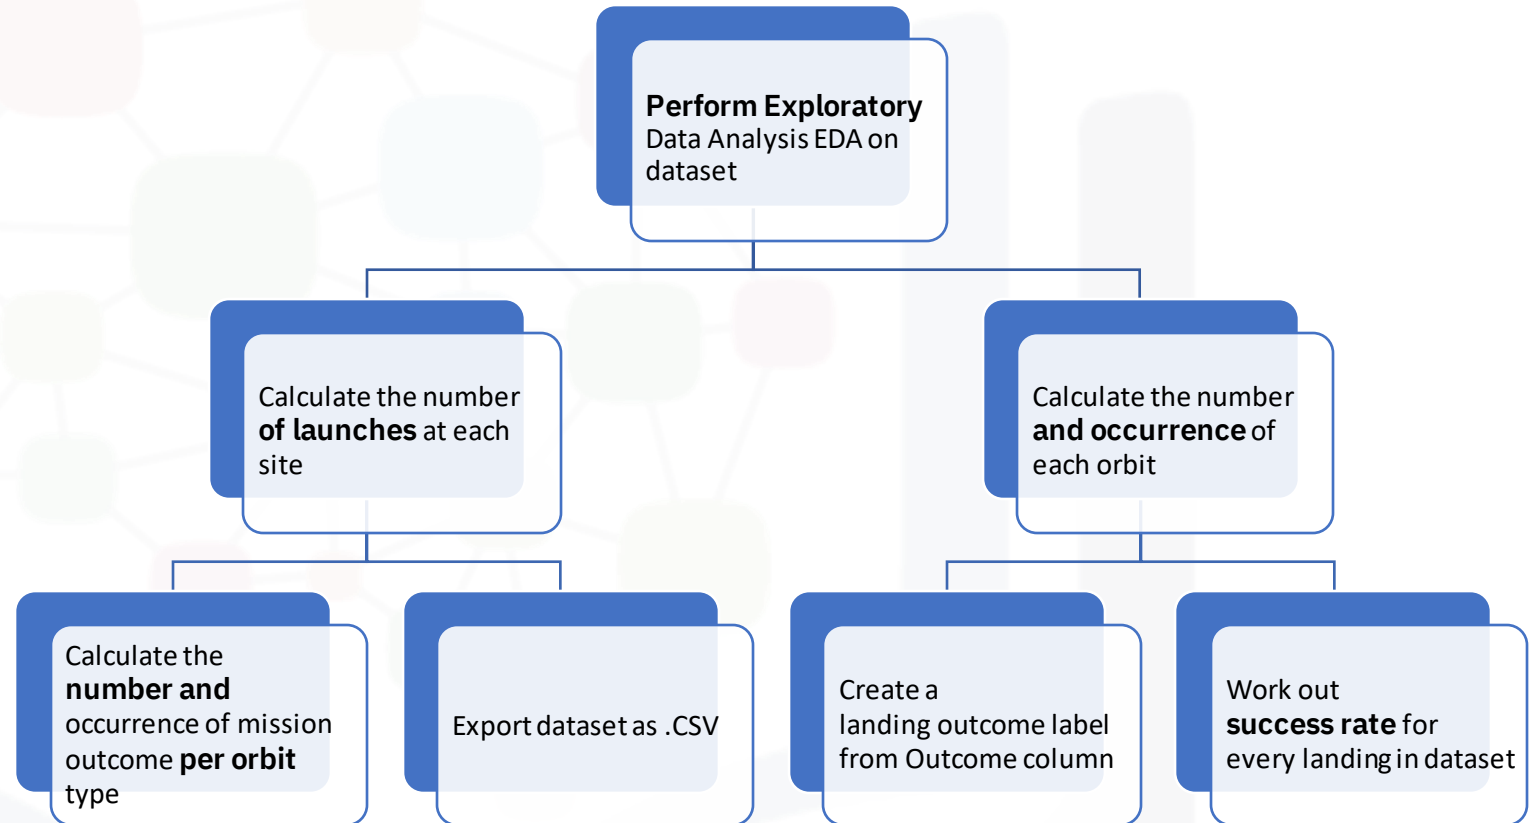 Perform Exploratory
Data Analysis EDA on
dataset
Calculate the number
of launches at each
site
Calculate the number
and occurrence of
each orbit
Calculate the
number and
occurrence of mission
outcome per orbit
type
Export dataset as .CSV
Create a
landing outcome label
from Outcome column
Work out
success rate for
every landing in dataset